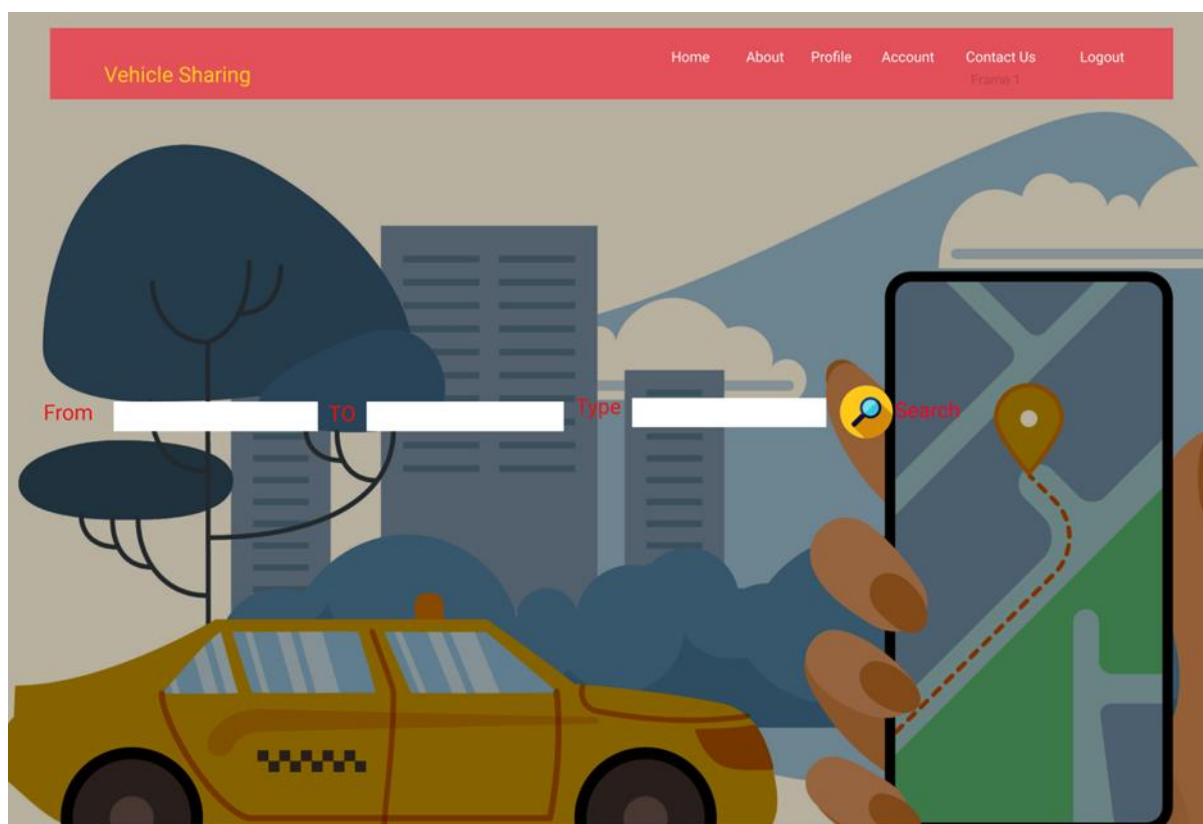 Vehicle Sharing
Home About Profile Account Contact Us Logout
Frame 1
From TO Type Search